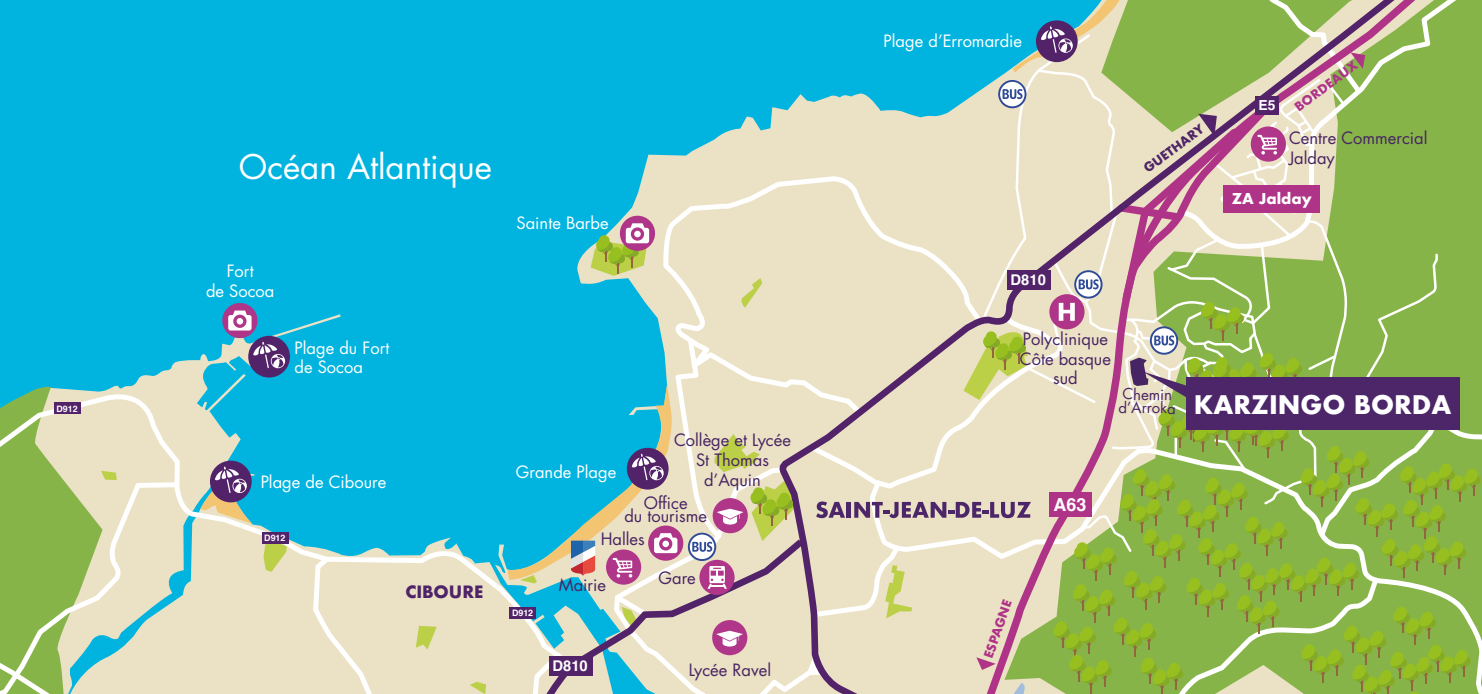 Plage d'Erromardie
BUS
E5
BORDEAUX
GUETHARY
Centre Commercial
Jalday
ZA Jalday
Océan Atlantique
Sainte Barbe
Fort
de Socoa
Plage du Fort
de Socoa
D810
BUS
H
Polyclinique
Côte basque
sud
BUS
Chemin
d'Arroka
KARZINGO BORDA
D912
Collège et Lycée
St Thomas
d'Aquin
Grande Plage
Plage de Ciboure
Office
du tourisme
SAINT-JEAN-DE-LUZ
A63
D912
Halles
BUS
Mairie
Gare
CIBOURE
D912
ESPAGNE
D810
Lycée Ravel